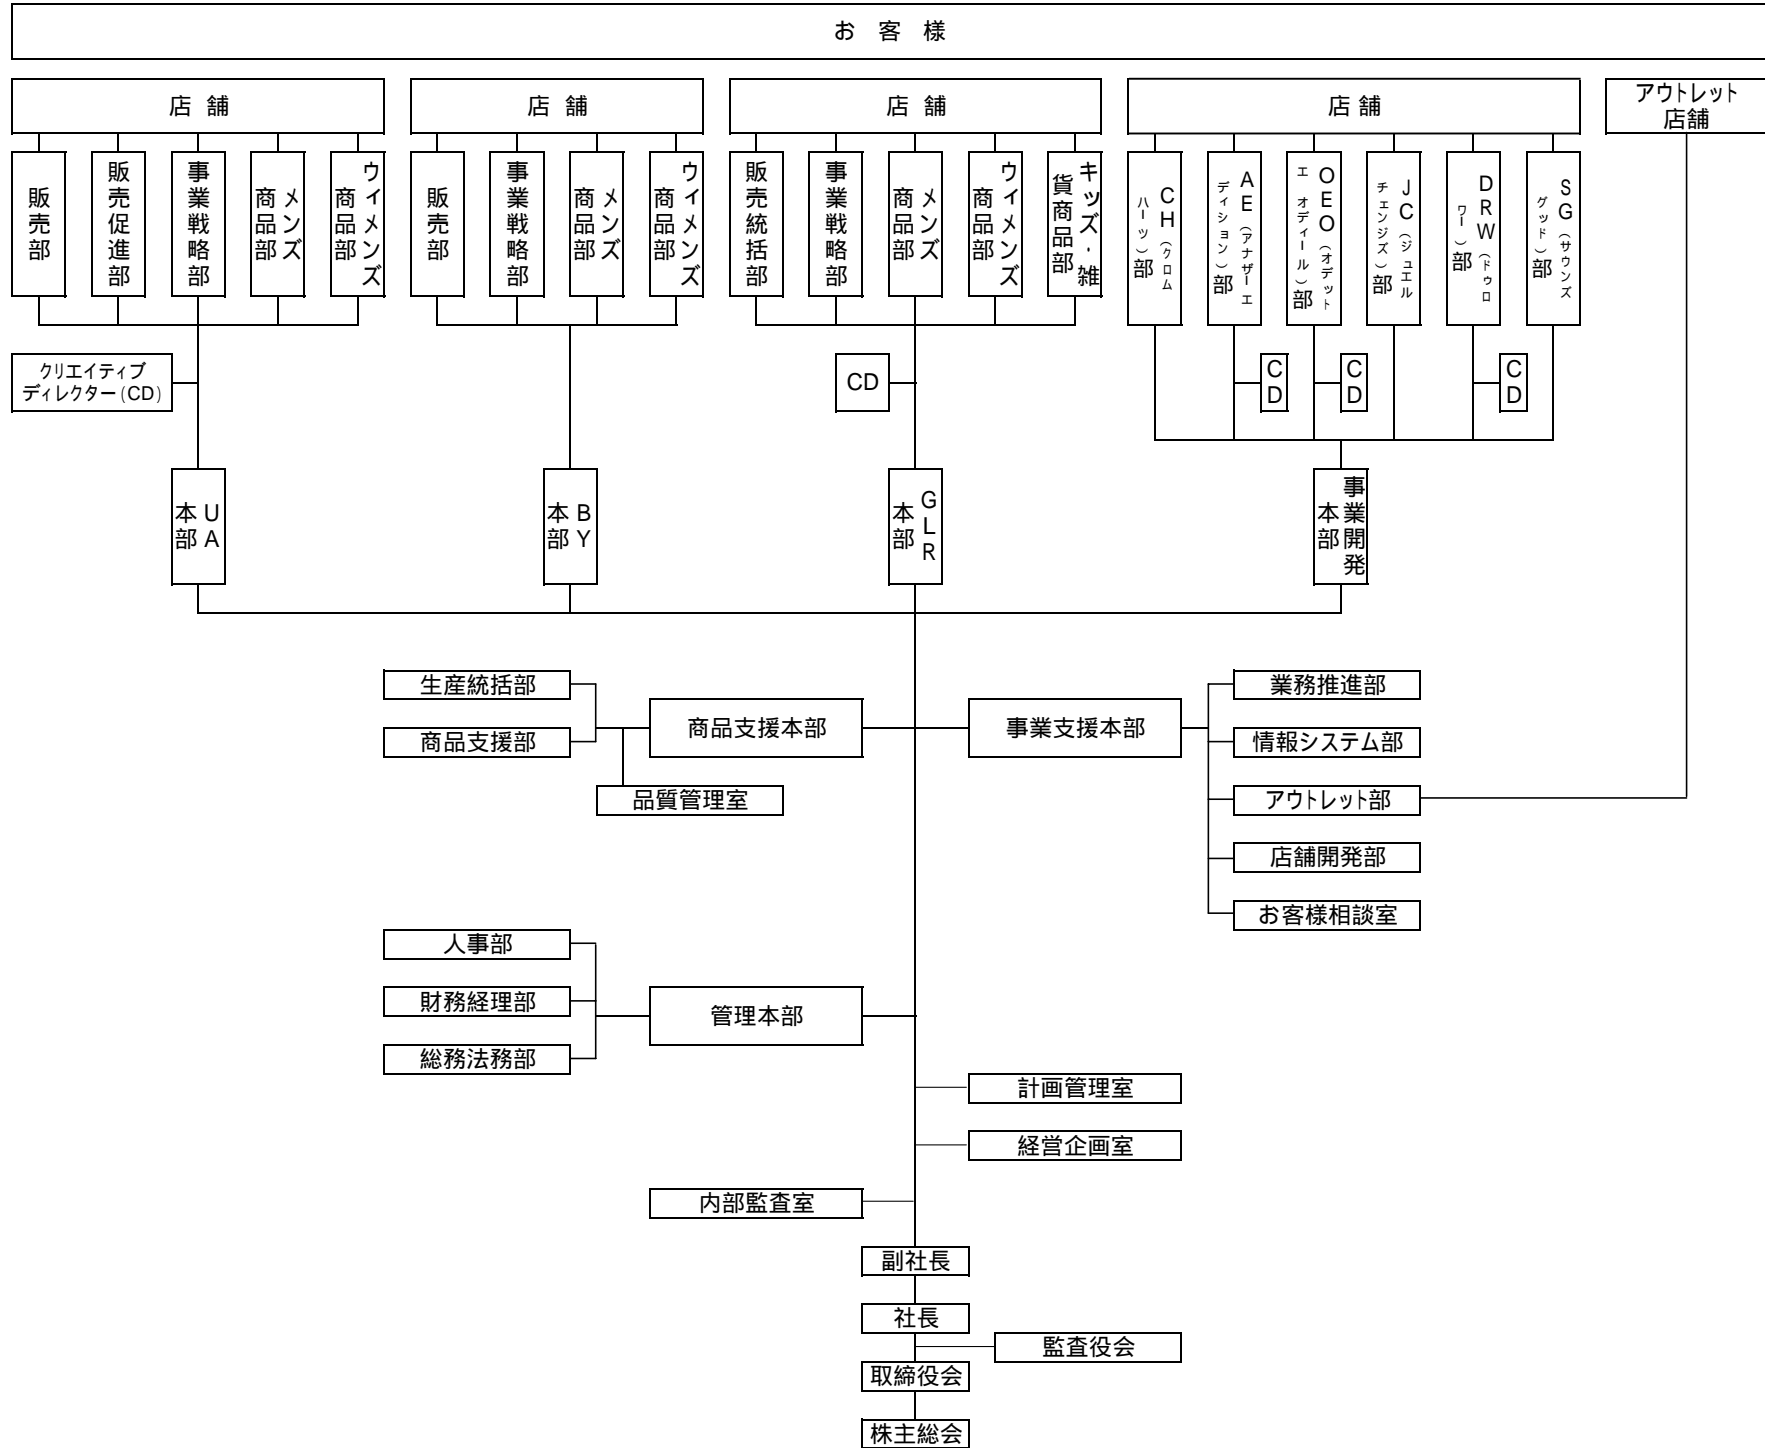 お 客 様
店 舗
店 舗
店 舗
店 舗
アウトレット
店舗
販売部
販売促進部
事業戦略部
メンズ
商品部
ウィメンズ
商品部
販売部
事業戦略部
メンズ
商品部
ウィメンズ
商品部
販売統括部
事業戦略部
メンズ
商品部
ウィメンズ
商品部
キッズ・雑
貨商品部
CH(クロム
ハーツ)部
AE(アナザーエ
ディション)部
OEO(オデット
エ オディール)部
JC(ジュエル
チェンジズ)部
DRW(ドゥロ
ワー)部
SG(サウンズ
グッド)部
クリエイティブ
ディレクター(CD)
CD
CD
CD
CD
UA
本部
BY
本部
GLR
本部
事業開発
本部
生産統括部
商品支援部
商品支援本部
品質管理室
事業支援本部
業務推進部
情報システム部
アウトレット部
店舗開発部
お客様相談室
人事部
財務経理部
総務法務部
管理本部
計画管理室
経営企画室
内部監査室
副社長
社長
監査役会
取締役会
株主総会